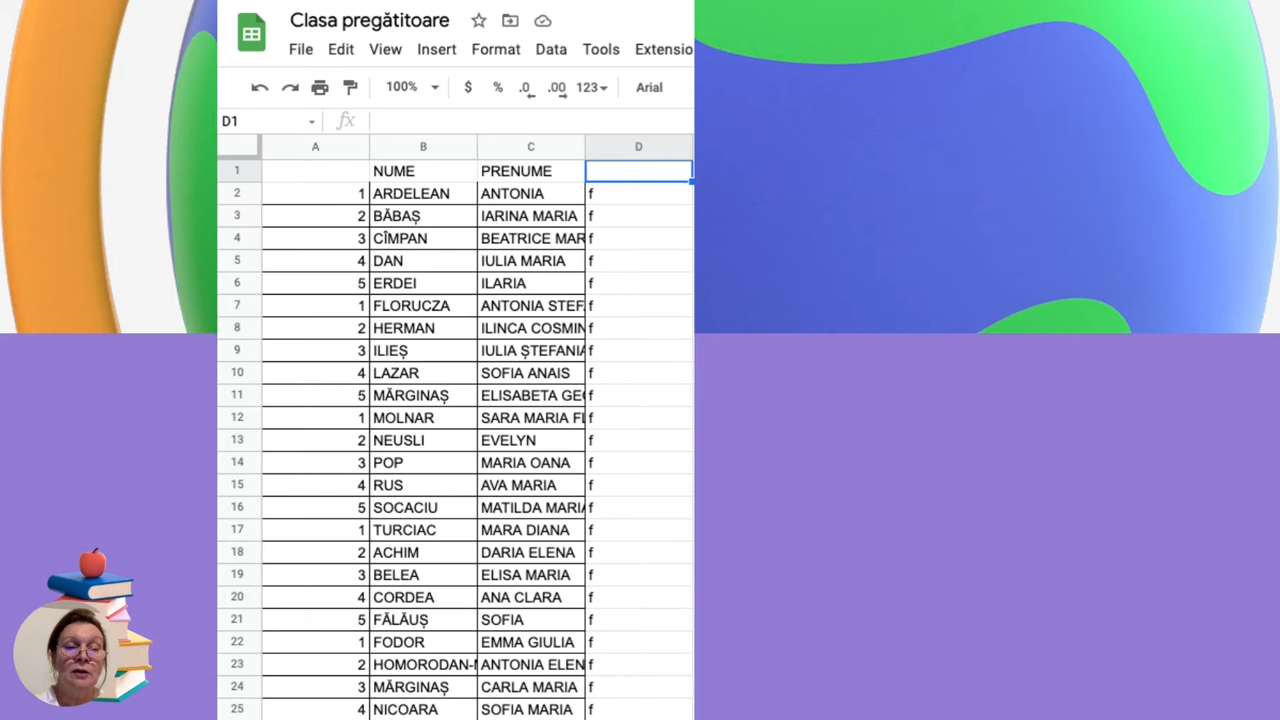 Clasa pregătitoare
File Edit View Insert Format Data Tools Extensio
100% $ % .0 .00 123 Arial
D1 fx
A B C D
1 NUME PRENUME
2 1 ARDELEAN ANTONIA f
3 2 BĂBAȘ IARINA MARIA f
4 3 CÎMPAN BEATRICE MAR f
5 4 DAN IULIA MARIA f
6 5 ERDEI ILARIA f
7 1 FLORUCZA ANTONIA STEF f
8 2 HERMAN ILINCA COSMIN f
9 3 ILIEȘ IULIA ȘTEFANIA f
10 4 LAZAR SOFIA ANAIS f
11 5 MĂRGINAȘ ELISABETA GE f
12 1 MOLNAR SARA MARIA FL f
13 2 NEUSLI EVELYN f
14 3 POP MARIA OANA f
15 4 RUS AVA MARIA f
16 5 SOCACIU MATILDA MARIA f
17 1 TURCIAC MARA DIANA f
18 2 ACHIM DARIA ELENA f
19 3 BELEA ELISA MARIA f
20 4 CORDEA ANA CLARA f
21 5 FĂLĂUȘ SOFIA f
22 1 FODOR EMMA GIULIA f
23 2 HOMORODAN- ANTONIA ELEN f
24 3 MĂRGINAȘ CARLA MARIA f
25 4 NICOARA SOFIA MARIA f